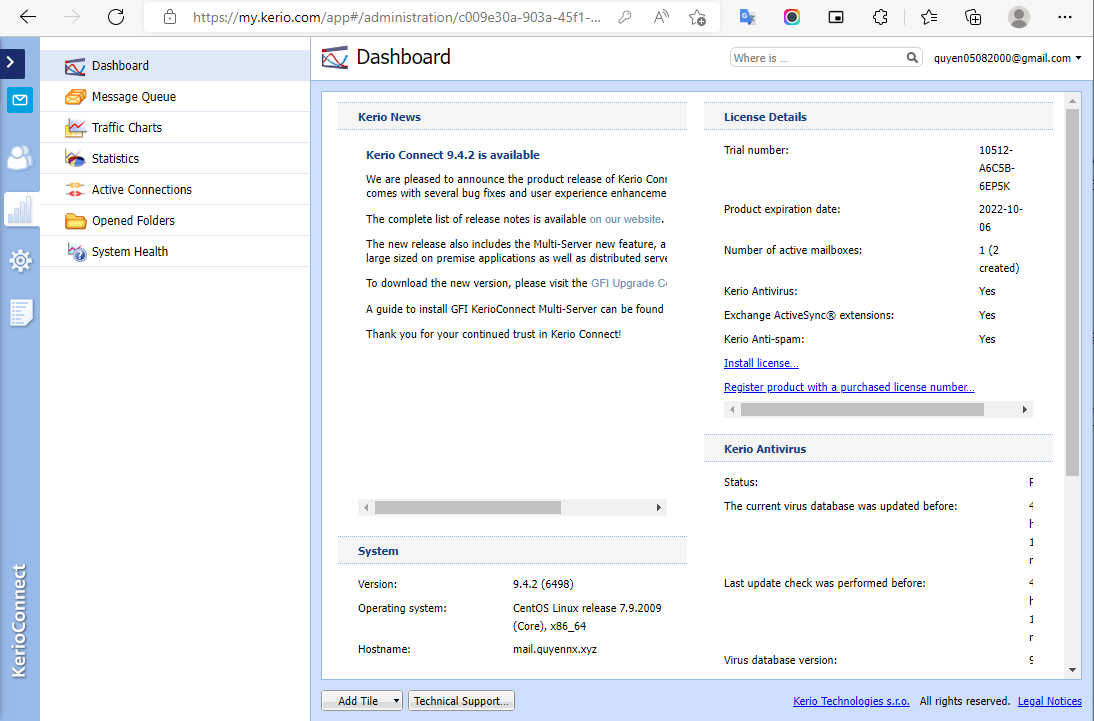 https://my.kerio.com/app#/administration/c009e30a-903a-45f1-...
Dashboard
Message Queue
Traffic Charts
Statistics
Active Connections
Opened Folders
System Health
KerioConnect
Dashboard
Where is ...
quyen05082000@gmail.com
Kerio News
Kerio Connect 9.4.2 is available
We are pleased to announce the product release of Kerio Conn
comes with several bug fixes and user experience enhanceme
The complete list of release notes is available on our website.
The new release also includes the Multi-Server new feature, a
large sized on premise applications as well as distributed serve
To download the new version, please visit the GFI Upgrade Ce
A guide to install GFI KerioConnect Multi-Server can be found
Thank you for your continued trust in Kerio Connect!
System
Version: 9.4.2 (6498)
Operating system: CentOS Linux release 7.9.2009
(Core), x86_64
Hostname: mail.quyennx.xyz
License Details
Trial number: 10512-
A6C5B-
6EP5K
Product expiration date: 2022-10-
06
Number of active mailboxes: 1 (2
created)
Kerio Antivirus: Yes
Exchange ActiveSync® extensions: Yes
Kerio Anti-spam: Yes
Install license...
Register product with a purchased license number...
Kerio Antivirus
Status:
The current virus database was updated before: 4
h
1
Last update check was performed before: 4
h
1
Virus database version: 9
Add Tile
Technical Support...
Kerio Technologies s.r.o. All rights reserved. Legal Notices